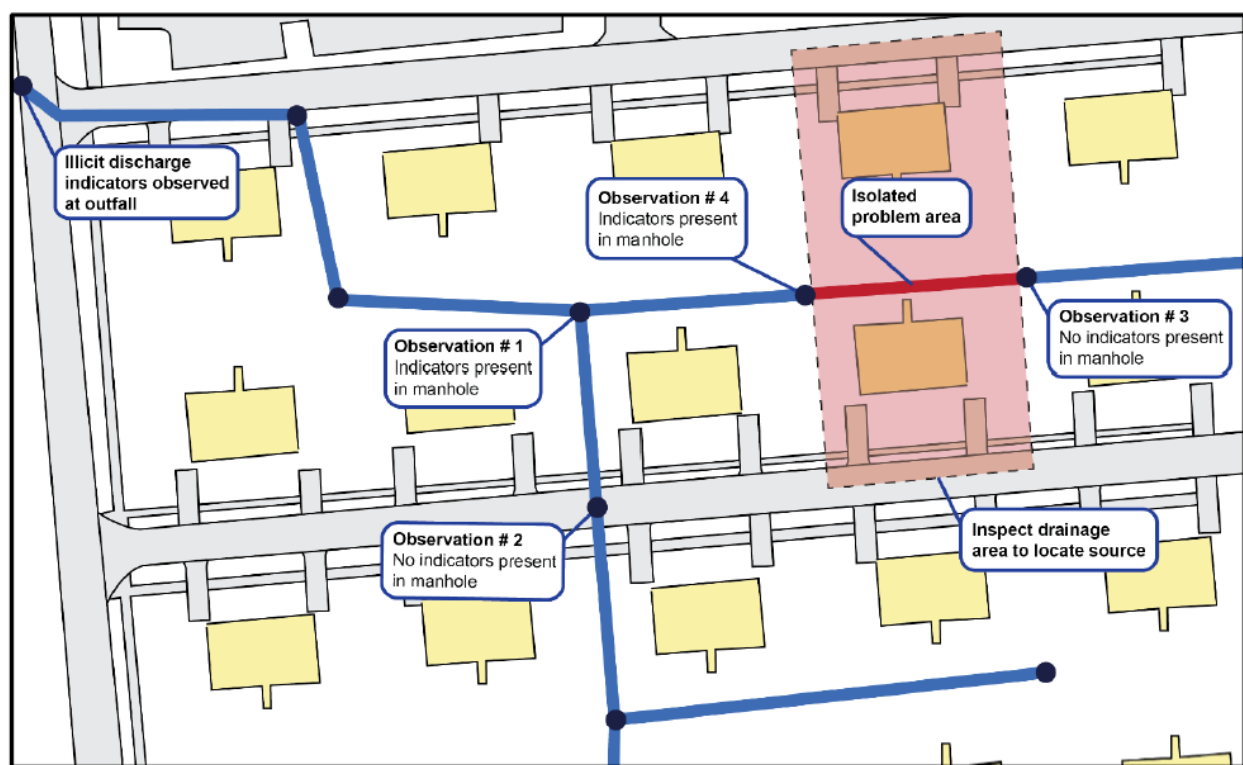 Illicit discharge
indicators observed
at outfall
Observation # 4
Indicators present
in manhole
Isolated
problem area
Observation # 1
Indicators present
in manhole
Observation # 3
No indicators present
in manhole
Observation # 2
No indicators present
in manhole
Inspect drainage
area to locate source